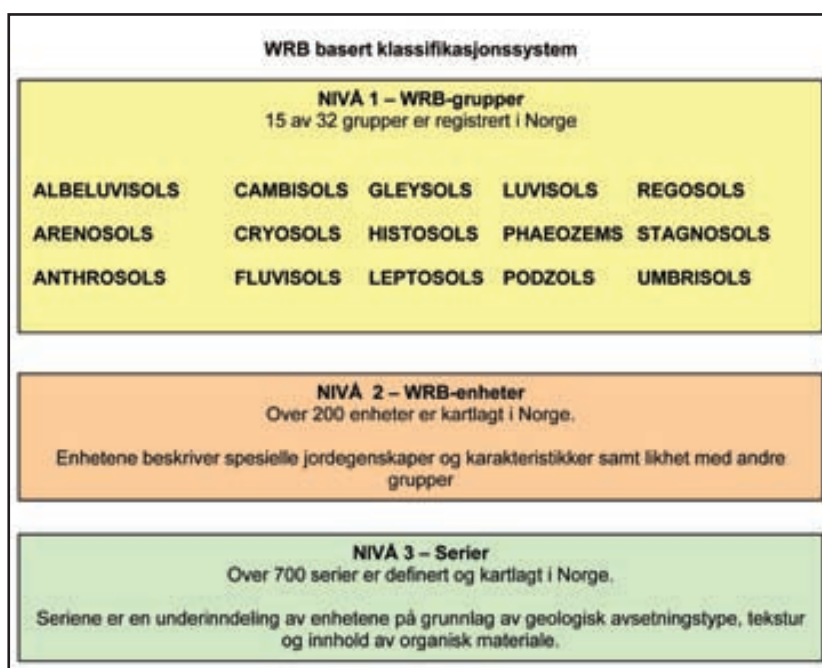 WRB basert klassifikasjonssystem
NIVÅ 1 – WRB-grupper
15 av 32 grupper er registrert i Norge
ALBELUVISOLS CAMBISOLS GLEYSOLS LUVISOLS REGOSOLS
ARENOSOLS CRYOSOLS HISTOSOLS PHAEOZEMS STAGNOSOLS
ANTHROSOLS FLUVISOLS LEPTOSOLS PODZOLS UMBRISOLS
NIVÅ 2 – WRB-enheter
Over 200 enheter er kartlagt i Norge.
Enhetene beskriver spesielle jordegenskaper og karakteristikker samt likhet med andre
grupper
NIVÅ 3 – Serier
Over 700 serier er definert og kartlagt i Norge.
Seriene er en underinndeling av enhetene på grunnlag av geologisk avsetningstype, tekstur
og innhold av organisk materiale.